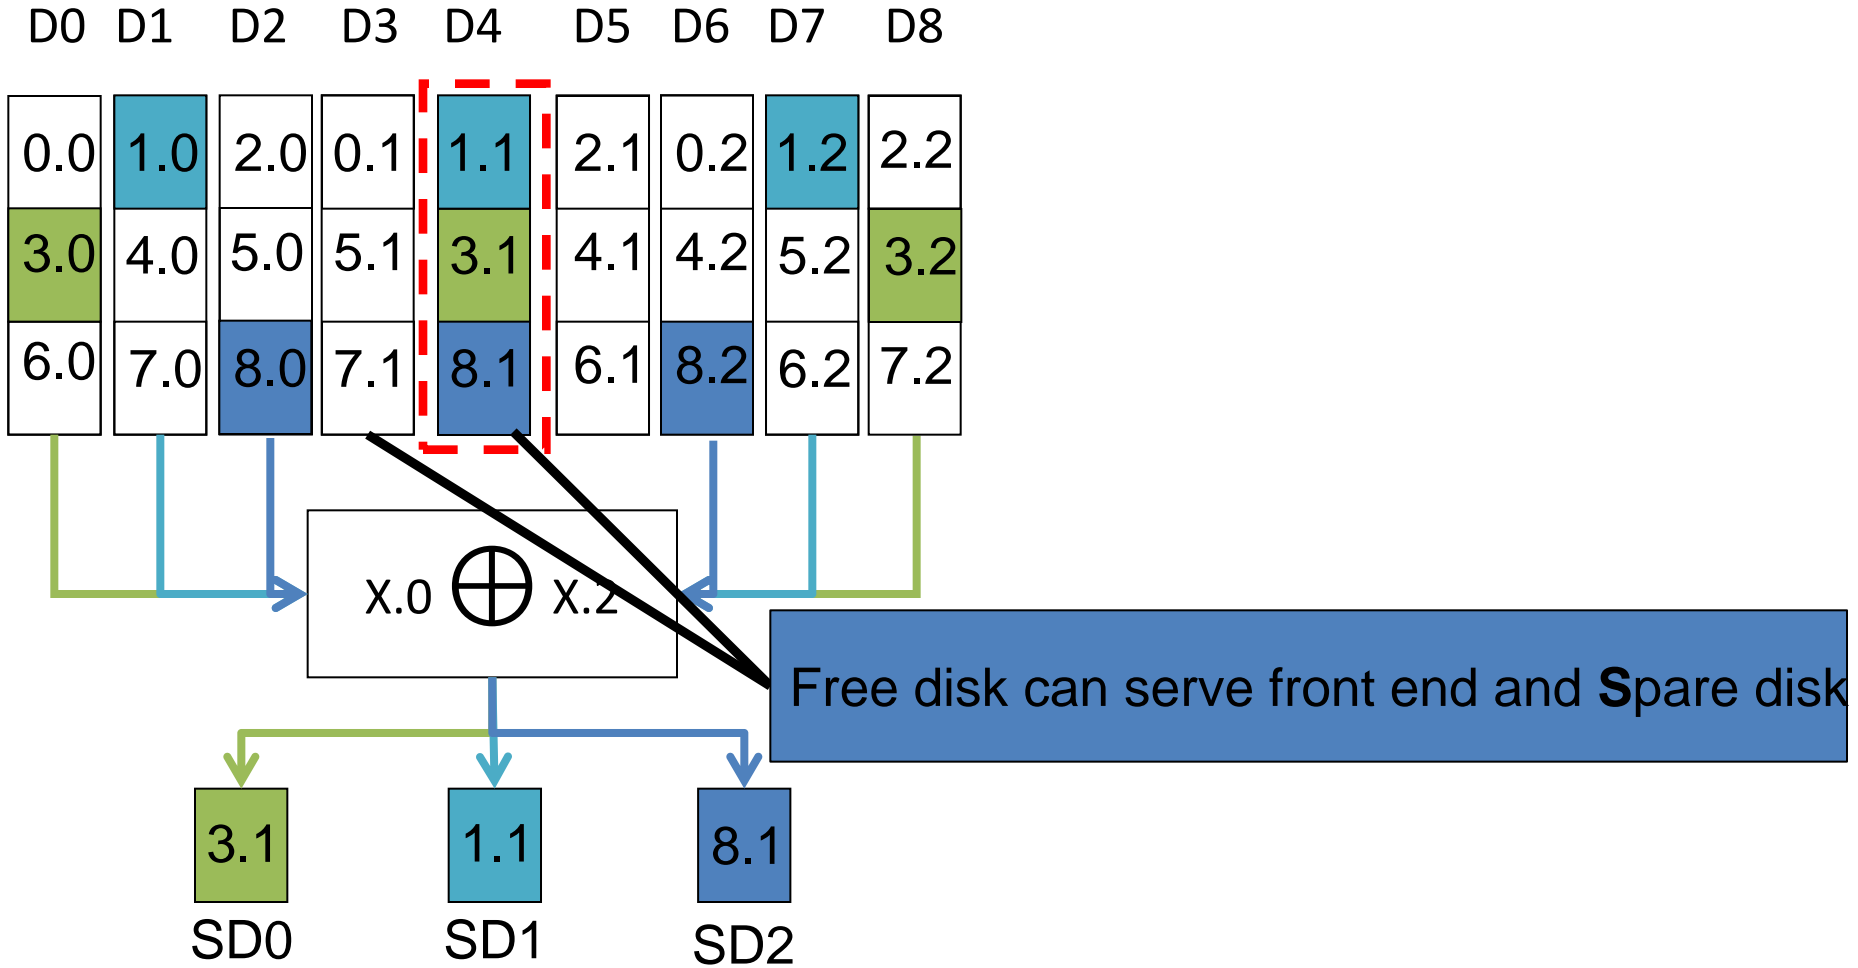 D0 D1 D2 D3 D4 D5 D6 D7 D8
0.0 1.0 2.0 0.1 1.1 2.1 0.2 1.2 2.2
3.0 4.0 5.0 5.1 3.1 4.1 4.2 5.2 3.2
6.0 7.0 8.0 7.1 8.1 6.1 8.2 6.2 7.2
X.0 ⊕ X.2
Free disk can serve front end and Spare disk
3.1 1.1 8.1
SD0 SD1 SD2